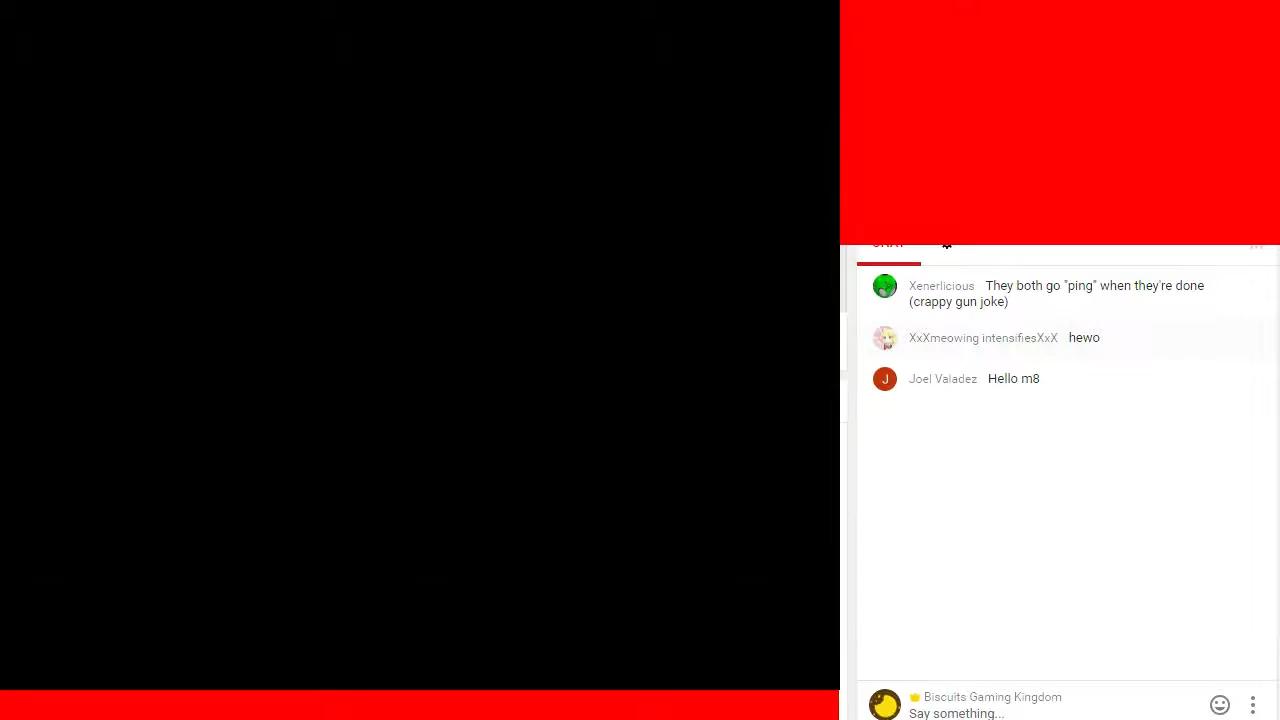 CHAT
Xenerlicious They both go "ping" when they're done
(crappy gun joke)
XxXmeowing intensifiesXxX hewo
J Joel Valadez Hello m8
Biscuits Gaming Kingdom
Say something...